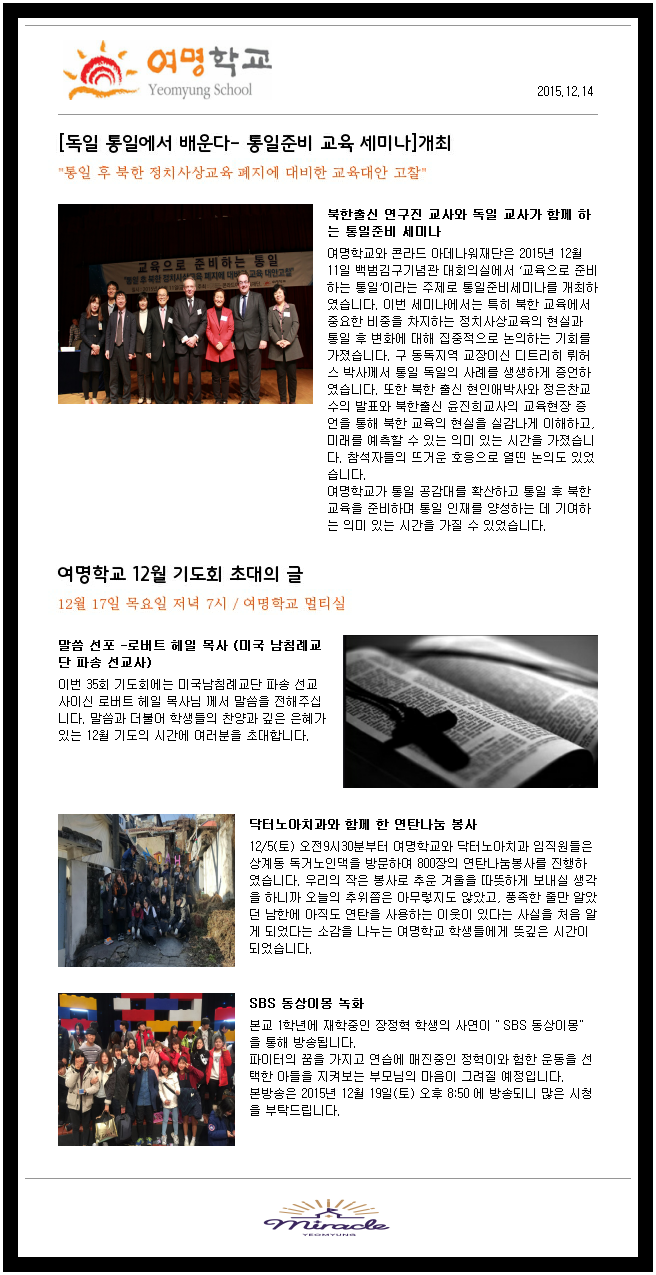 여명학교
Yeomyung School
2015.12.14
[독일 통일에서 배운다- 통일준비 교육 세미나]개최
"통일 후 북한 정치사상교육 폐지에 대비한 교육대안 고찰"
교육으로 준비하는 통일
북한출신 연구진 교사와 독일 교사가 함께 하
는 통일준비 세미나
여명학교와 콘라드 아데나워재단은 2015년 12월
11일 백범김구기념관 대회의실에서 '교육으로 준비
하는 통일'이라는 주제로 통일준비세미나를 개최하
였습니다. 이번 세미나에서는 특히 북한 교육에서
중요한 비중을 차지하는 정치사상교육의 현실과
통일 후 변화에 대해 집중적으로 논의하는 기회를
가졌습니다. 구 동독지역 교장이신 디트리히 뤼허
스 박사께서 통일 독일의 사례를 생생하게 증언하
였습니다. 또한 북한 출신 현인애박사와 정은찬교
수의 발표와 북한출신 윤진희교사의 교육현장 증
언을 통해 북한 교육의 현실을 실감나게 이해하고,
미래를 예측할 수 있는 의미 있는 시간을 가졌습니
다. 참석자들의 뜨거운 호응으로 열띤 논의도 있었
습니다.
여명학교가 통일 공감대를 확산하고 통일 후 북한
교육을 준비하며 통일 인재를 양성하는 데 기여하
는 의미 있는 시간을 가질 수 있었습니다.
여명학교 12월 기도회 초대의 글
12월 17일 목요일 저녁 7시 / 여명학교 멀티실
말씀 선포 -로버트 헤일 목사 (미국 남침례교
단 파송 선교사)
이번 35회 기도회에는 미국남침례교단 파송 선교
사이신 로버트 헤일 목사님 께서 말씀을 전해주십
니다. 말씀과 더불어 학생들의 찬양과 깊은 은혜가
있는 12월 기도의 시간에 여러분을 초대합니다.
닥터노아치과와 함께 한 연탄나눔 봉사
12/5(토) 오전9시30분부터 여명학교와 닥터노아치과 임직원들은
상계동 독거노인댁을 방문하여 800장의 연탄나눔봉사를 진행하
였습니다. 우리의 작은 봉사로 추운 겨울을 따뜻하게 보내실 생각
을 하니까 오늘의 추위쯤은 아무렇지도 않았고, 풍족한 줄만 알았
던 남한에 아직도 연탄을 사용하는 이웃이 있다는 사실을 처음 알
게 되었다는 소감을 나누는 여명학교 학생들에게 뜻깊은 시간이
되었습니다.
SBS 동상이몽 녹화
본교 1학년에 재학중인 장정혁 학생의 사연이 " SBS 동상이몽"
을 통해 방송됩니다.
파이터의 꿈을 가지고 연습에 매진중인 정혁이와 험한 운동을 선
택한 아들을 지켜보는 부모님의 마음이 그려질 예정입니다.
본방송은 2015년 12월 19일(토) 오후 8:50 에 방송되니 많은 시청
을 부탁드립니다.
miracle
YEOMYUNG